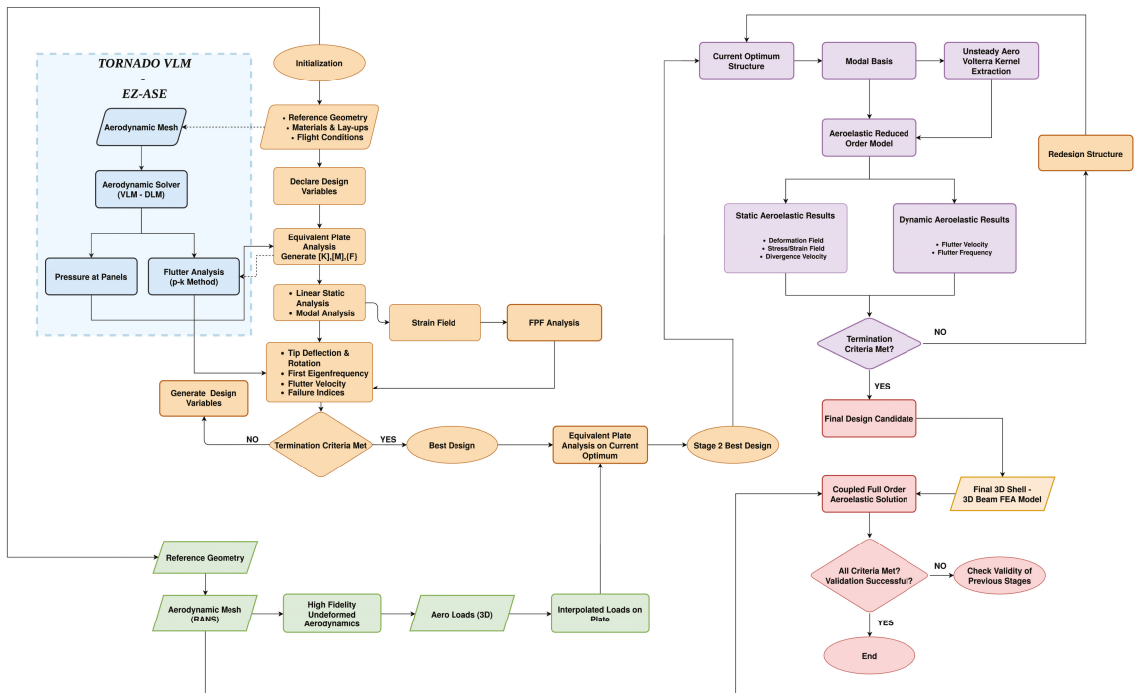 TORNADO VLM
-
EZ-ASE
Aerodynamic Mesh
Aerodynamic Solver
(VLM - DLM)
Pressure at Panels
Flutter Analysis
(p-k Method)
Initialization
• Reference Geometry
• Materials & Lay-ups
• Flight Conditions
Declare Design
Variables
Equivalent Plate
Analysis
Generate [K],[M],{F}
• Linear Static
Analysis
• Modal Analysis
Strain Field
FPF Analysis
• Tip Deflection &
Rotation
• First Eigenfrequency
• Flutter Velocity
• Failure Indices
Generate Design
Variables
NO
Termination Criteria Met
YES
Best Design
Equivalent Plate
Analysis on Current
Optimum
Stage 2 Best Design
Reference Geometry
Aerodynamic Mesh
(RANS)
High Fidelity
Undeformed
Aerodynamics
Aero Loads (3D)
Interpolated Loads on
Plate
Current Optimum
Structure
Modal Basis
Unsteady Aero
Volterra Kernel
Extraction
Aeroelastic Reduced
Order Model
Redesign Structure
Static Aeroelastic Results
• Deformation Field
• Stress/Strain Field
• Divergence Velocity
Dynamic Aeroelastic Results
• Flutter Velocity
• Flutter Frequency
Termination
Criteria Met?
NO
YES
Final Design Candidate
Coupled Full Order
Aeroelastic Solution
Final 3D Shell -
3D Beam FEA Model
All Criteria Met?
Validation Successful?
NO
Check Validity of
Previous Stages
YES
End